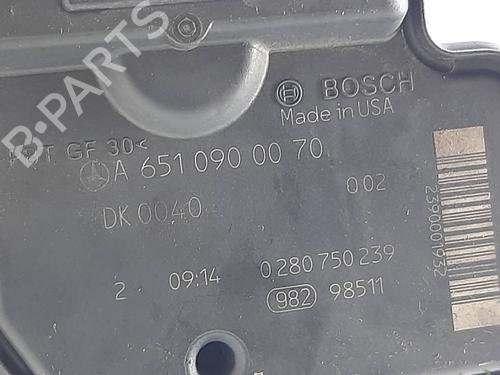 BOSCH
Made in USA
GF 30<
A 651 090 00 70
002
DK 0040
2 09:14 0 280 750 239
982 98511
2390001932
B-PARTS